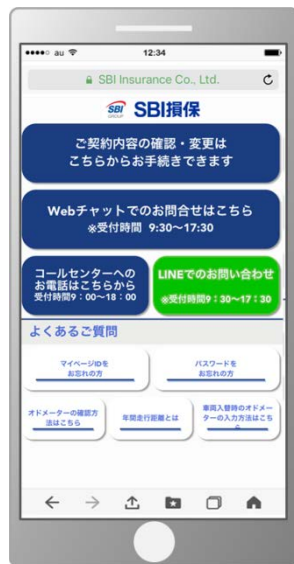 au 12:34
SBI Insurance Co., Ltd.
SBI GROUP SBI損保
ご契約内容の確認・変更は
こちらからお手続きできます
Webチャットでのお問合せはこちら
※受付時間 9:30～17:30
コールセンターへの
お電話はこちらから
受付時間9：00～18：00
LINEでのお問い合わせ
※受付時間9：30～17：30
よくあるご質問
マイページIDを
お忘れの方
パスワードを
お忘れの方
オドメーターの確認方
法はこちら
年間走行距離とは
車両入替時のオドメー
ターの入力方法はこち
ら